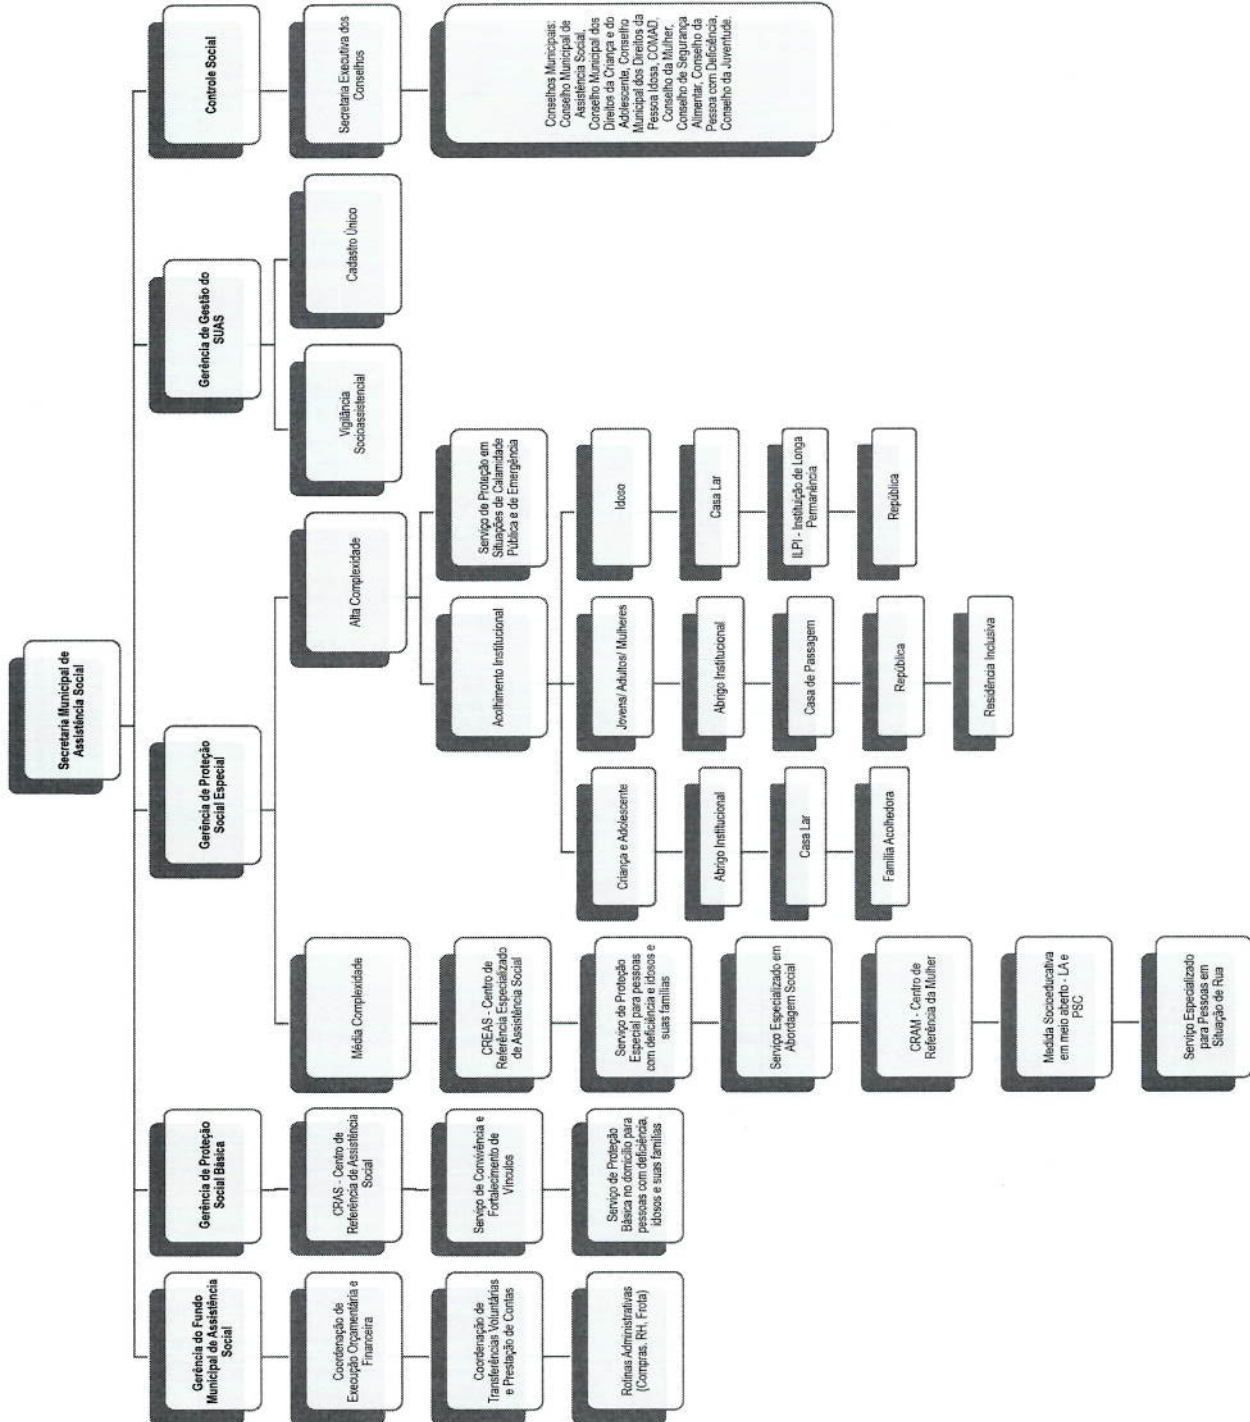 Secretaria Municipal de
Assistência Social
Gerência do Fundo
Municipal de Assistência
Social
Coordenação de
Execução Orçamentária e
Financeira
Coordenação de
Transferências Voluntárias
e Prestação de Contas
Rotinas Administrativas
(Compras, RH, Frota)
Gerência de Proteção
Social Básica
CRAS - Centro de
Referência de Assistência
Social
Serviço de Convivência e
Fortalecimento de
Vínculos
Serviço de Proteção
Básica no domicílio para
pessoas com deficiência,
idosos e suas famílias
Gerência de Proteção
Social Especial
Média Complexidade
CREAS - Centro de
Referência Especializado
de Assistência Social
Serviço de Proteção
Especial para pessoas
com deficiência e idosos e
suas famílias
Serviço Especializado em
Abordagem Social
CRAM - Centro de
Referência da Mulher
Medida Socioeducativa
em meio aberto - LA e
PSC
Serviço Especializado
para Pessoas em
Situação de Rua
Alta Complexidade
Acolhimento Institucional
Criança e Adolescente
Abrigo Institucional
Casa Lar
Família Acolhedora
Jovens/ Adultos/ Mulheres
Abrigo Institucional
Casa de Passagem
República
Residência Inclusiva
Idoso
Casa Lar
ILPI - Instituição de Longa
Permanência
República
Serviço de Proteção em
Situações de Calamidade
Pública e de Emergência
Gerência de Gestão do
SUAS
Vigilância
Socioassistencial
Cadastro Único
Controle Social
Secretaria Executiva dos
Conselhos
Conselhos Municipais:
Conselho Municipal de
Assistência Social,
Conselho Municipal dos
Direitos da Criança e do
Adolescente, Conselho
Municipal dos Direitos da
Pessoa Idosa, COMAD,
Conselho da Mulher,
Conselho de Segurança
Alimentar, Conselho da
Pessoa com Deficiência,
Conselho da Juventude.